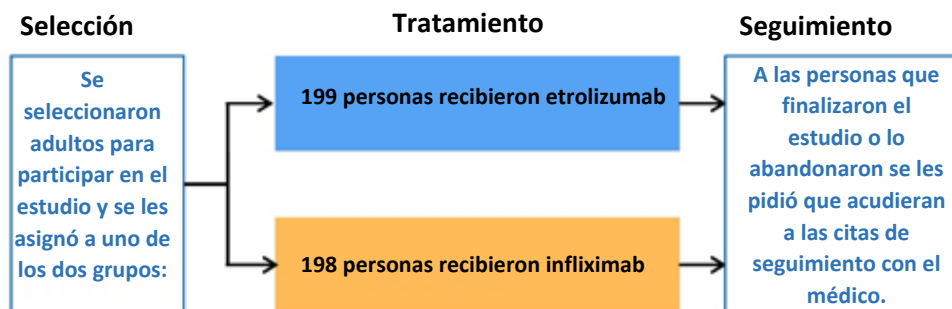 Selección
Se
seleccionaron
adultos para
participar en el
estudio y se les
asignó a uno de
los dos grupos:
Tratamiento
199 personas recibieron etrolizumab
198 personas recibieron infliximab
Seguimiento
A las personas que
finalizaron el
estudio o lo
abandonaron se les
pidió que acudieran
a las citas de
seguimiento con el
médico.